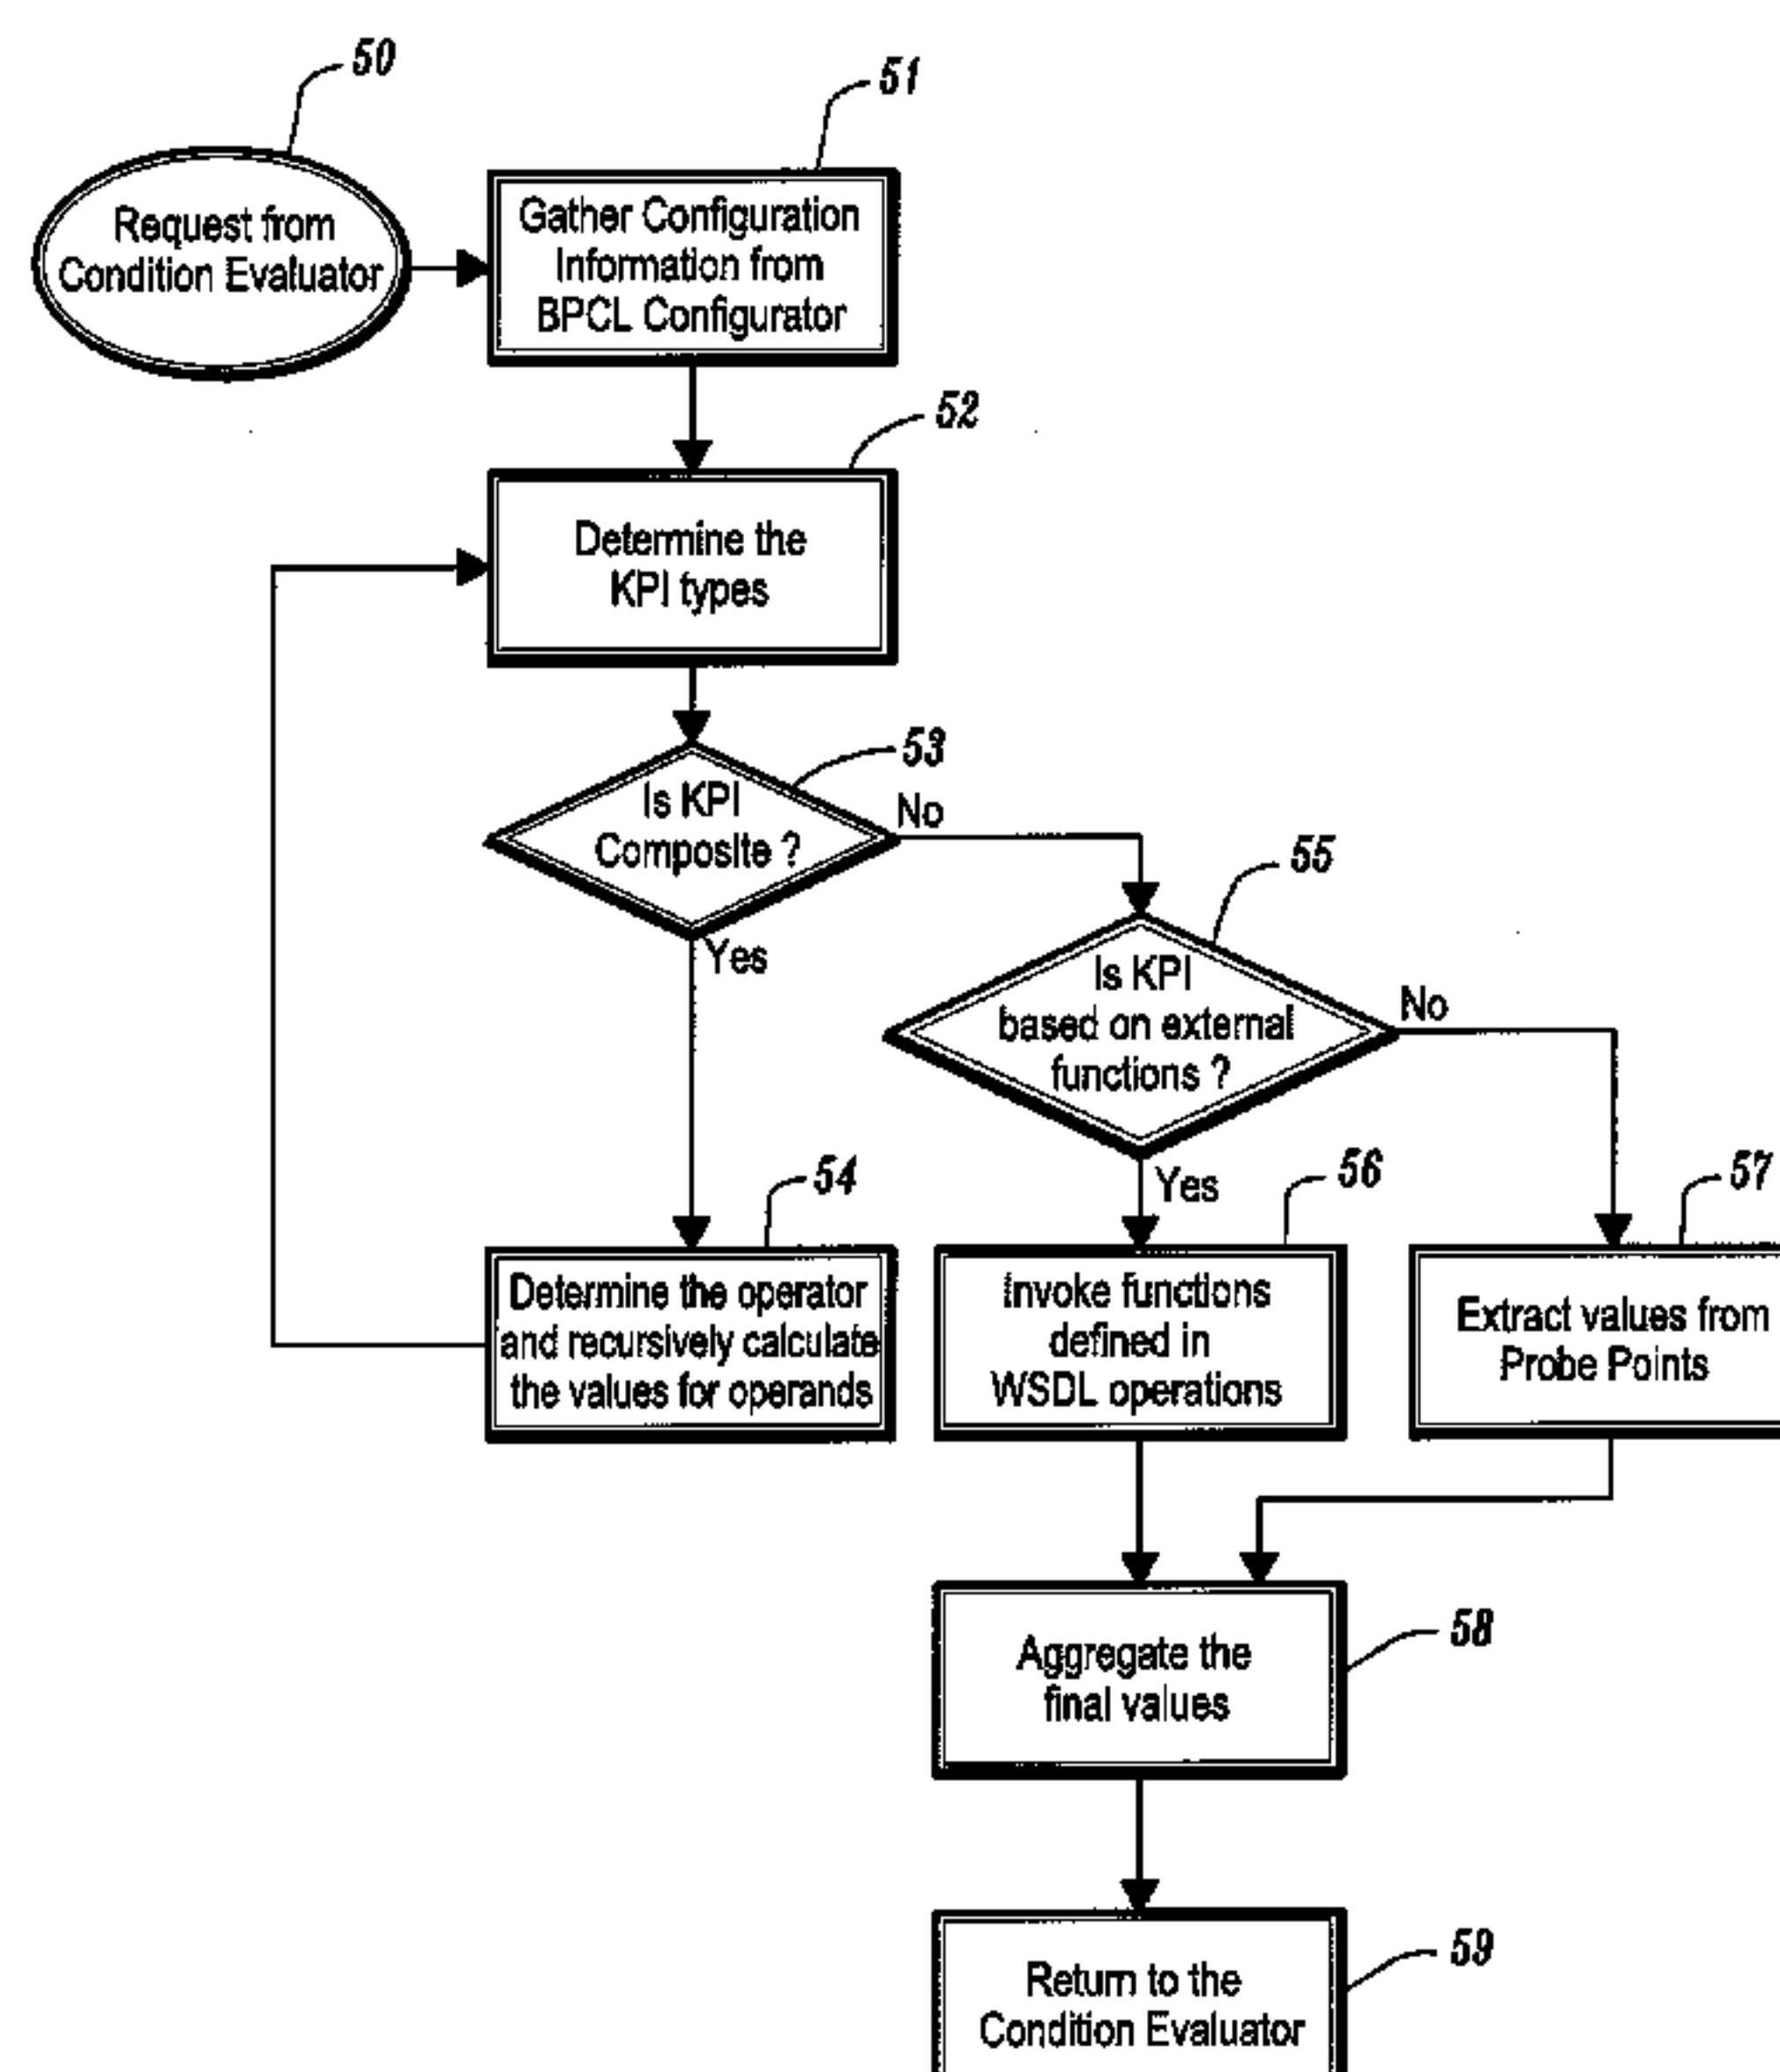 50
51
Request from
Condition Evaluator
Gather Configuration
Information from
BPCL Configurator
52
Determine the
KPI types
53
Is KPI
Composite ?
No
Yes
55
Is KPI
based on external
functions ?
No
Yes
54
Determine the operator
and recursively calculate
the values for operands
56
Invoke functions
defined in
WSDL operations
57
Extract values from
Probe Points
58
Aggregate the
final values
59
Return to the
Condition Evaluator